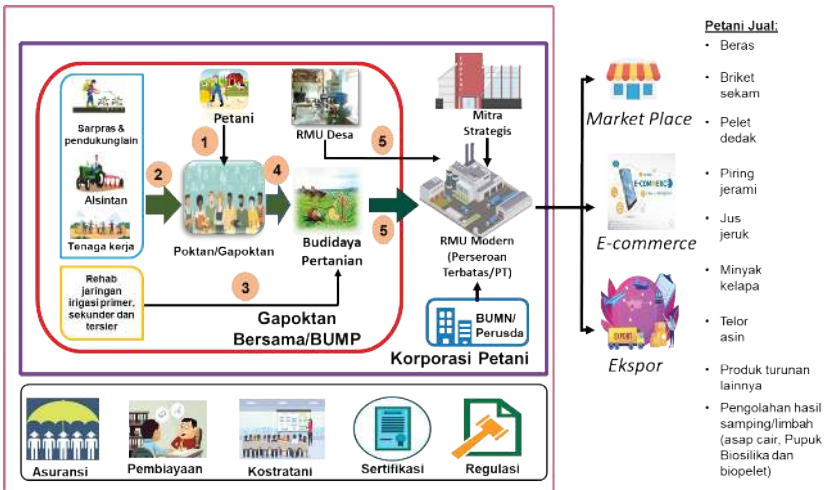 Petani
1
RMU Desa
5
Mitra
Strategis
Sarpras &
pendukunglain
2
4
Alsintan
Tenaga kerja
Poktan/Gapoktan
Budidaya
Pertanian
5
RMU Modern
(Perseroan
Terbatas/PT)
Rehab
jaringan
irigasi primer,
sekunder dan
tersier
3
Gapoktan
Bersama/BUMP
BUMN/
Perusda
Korporasi Petani
Asuransi
Pembiayaan
Kostratani
Sertifikasi
Regulasi
Market Place
E-COMMERCE
E-commerce
EXPORT
Ekspor
Petani Jual:
• Beras
• Briket
sekam
• Pelet
dedak
• Piring
jerami
• Jus
jeruk
• Minyak
kelapa
• Telor
asin
• Produk turunan
lainnya
• Pengolahan hasil
samping/limbah
(asap cair, Pupuk
Biosilika dan
biopelet)